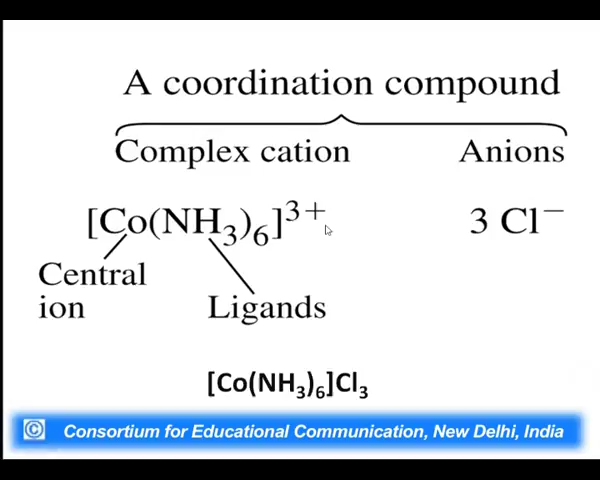 A coordination compound
Complex cation Anions
[Co(NH₃)₆]³⁺ 3 Cl⁻
Central
ion
Ligands
[Co(NH₃)₆]Cl₃
© Consortium for Educational Communication, New Delhi, India